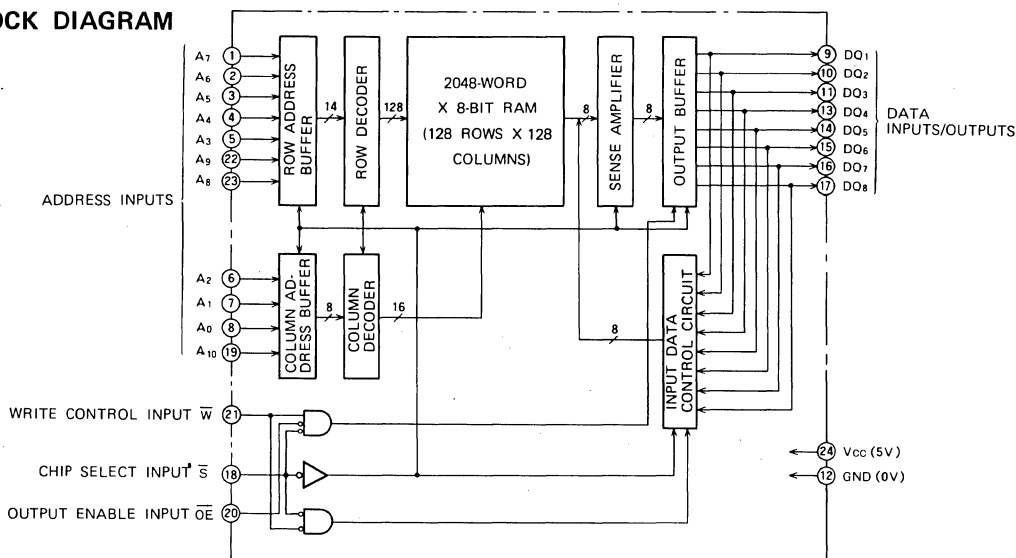 OCK DIAGRAM
A7 1
A6 2
A5 3
A4 4
A3 5
A9 22
A8 23
ADDRESS INPUTS
A2 6
A1 7
A0 8
A10 19
ROW ADDRESS
BUFFER
14
ROW DECODER
128
2048-WORD
X 8-BIT RAM
(128 ROWS X 128
COLUMNS)
8
SENSE AMPLIFIER
8
OUTPUT BUFFER
9 DQ1
10 DQ2
11 DQ3
13 DQ4
14 DQ5
15 DQ6
16 DQ7
17 DQ8
DATA
INPUTS/OUTPUTS
COLUMN AD-
DRESS BUFFER
8
COLUMN
DECODER
16
8
INPUT DATA
CONTROL CIRCUIT
WRITE CONTROL INPUT W̅ 21
CHIP SELECT INPUT S̅ 18
OUTPUT ENABLE INPUT O̅E̅ 20
24 Vcc (5V)
12 GND (0V)